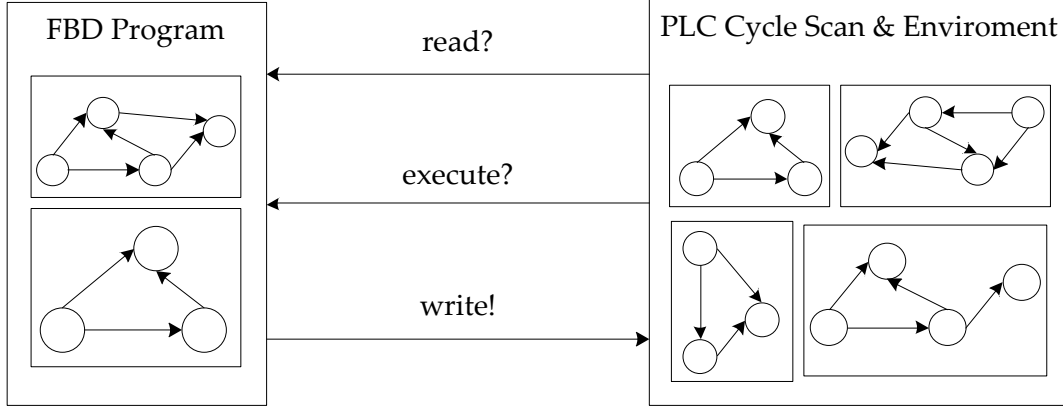 FBD Program
read?
execute?
write!
PLC Cycle Scan & Enviroment